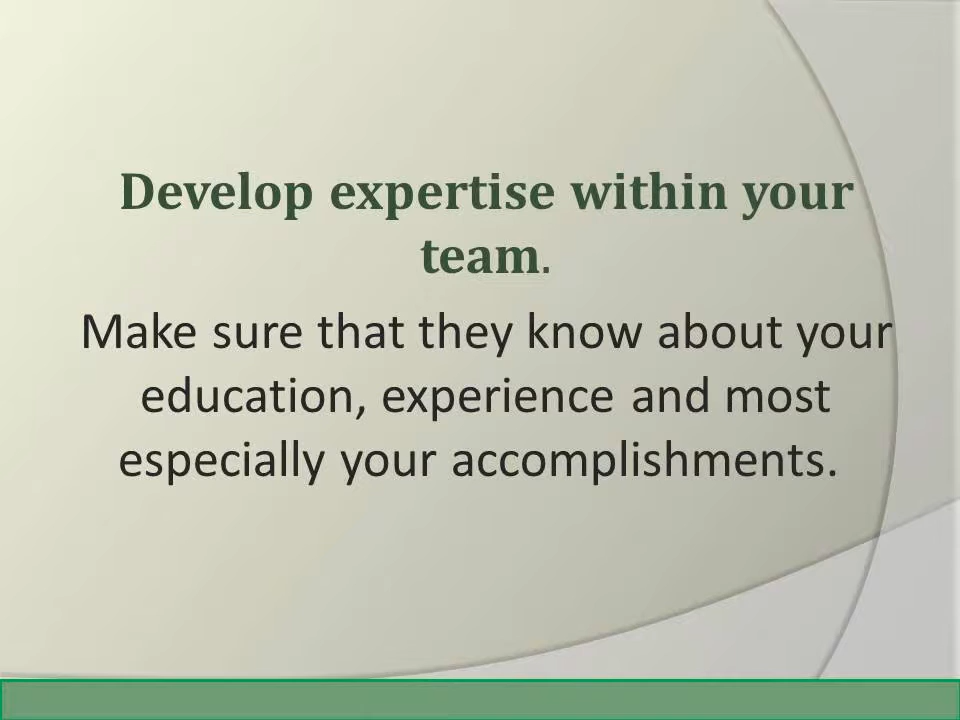 Develop expertise within your
team.
Make sure that they know about your
education, experience and most
especially your accomplishments.